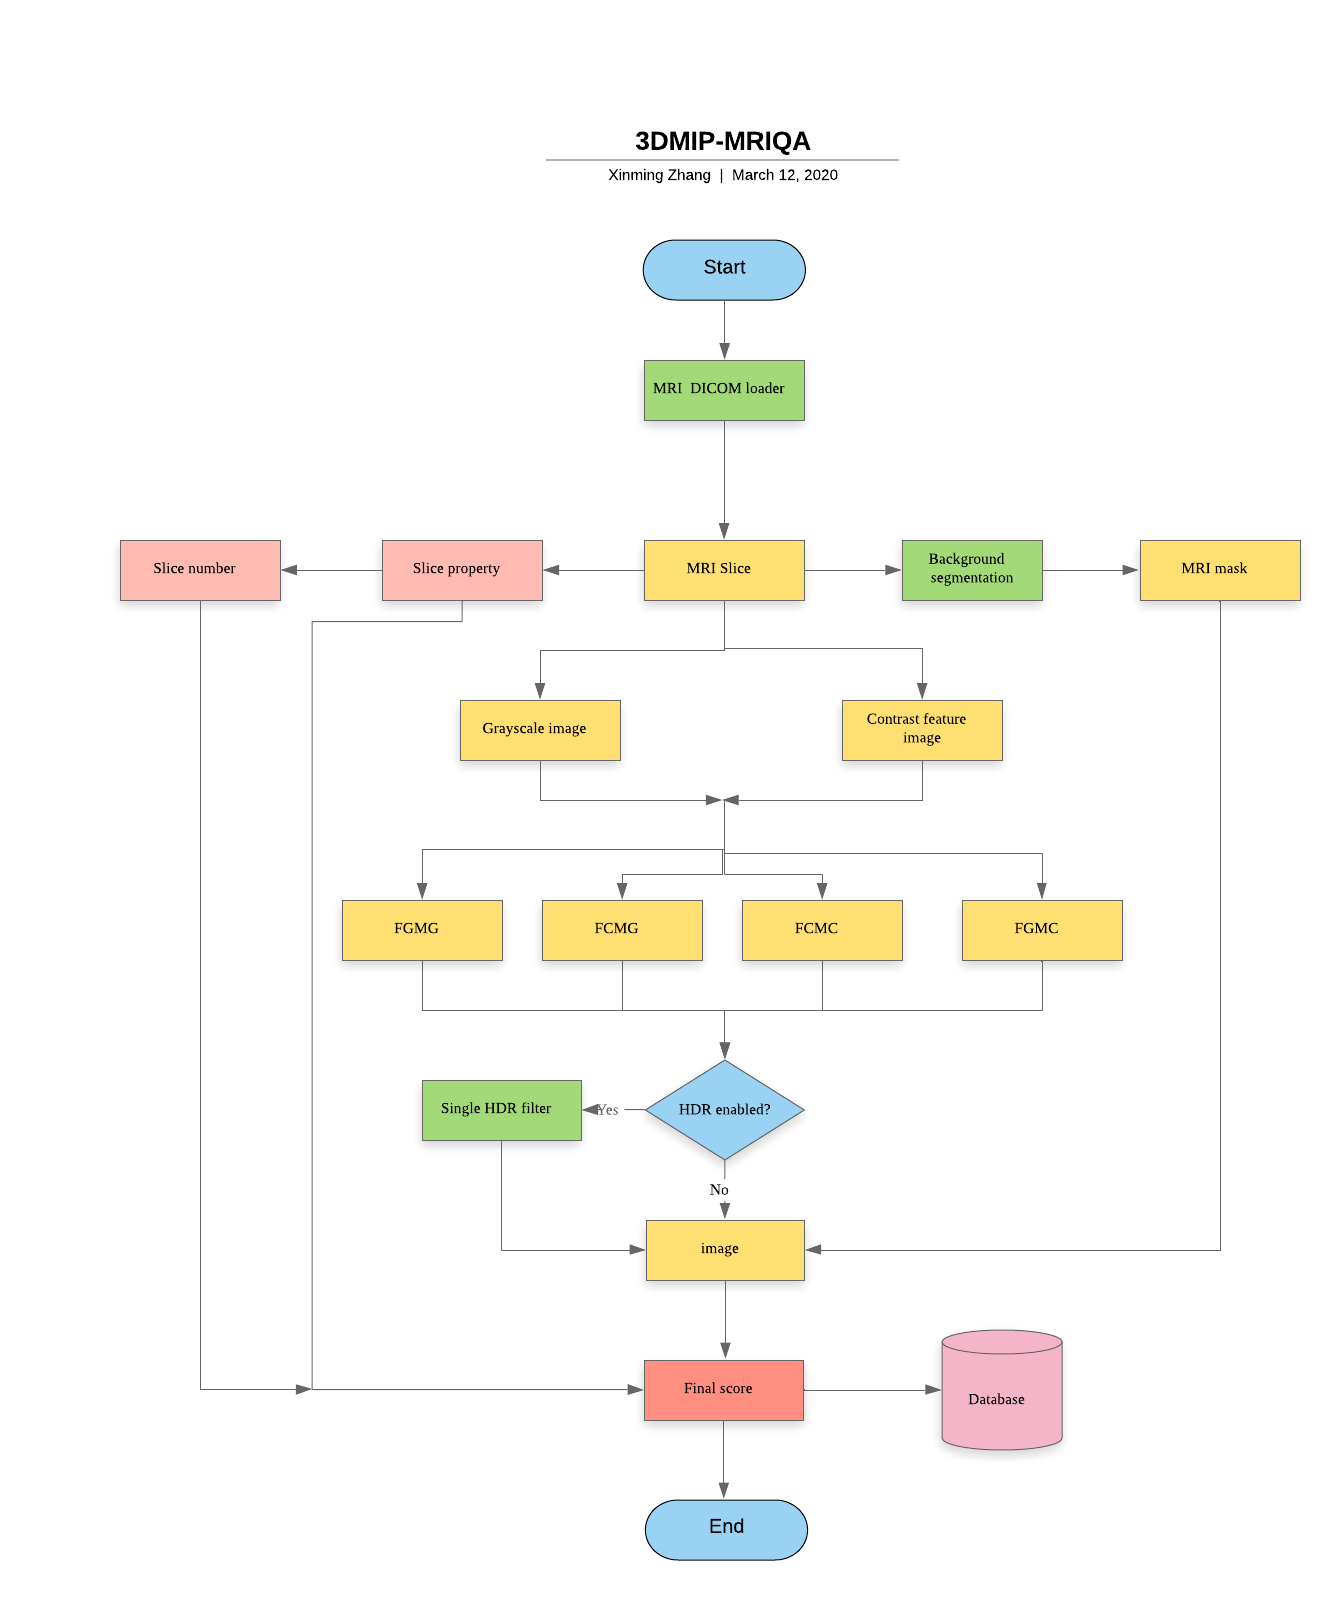 3DMIP-MRIQA
Xinming Zhang | March 12, 2020
Start
MRI DICOM loader
Slice number
Slice property
MRI Slice
Background
segmentation
MRI mask
Grayscale image
Contrast feature
image
FGMG
FCMG
FCMC
FGMC
Single HDR filter
Yes
HDR enabled?
No
image
Final score
Database
End